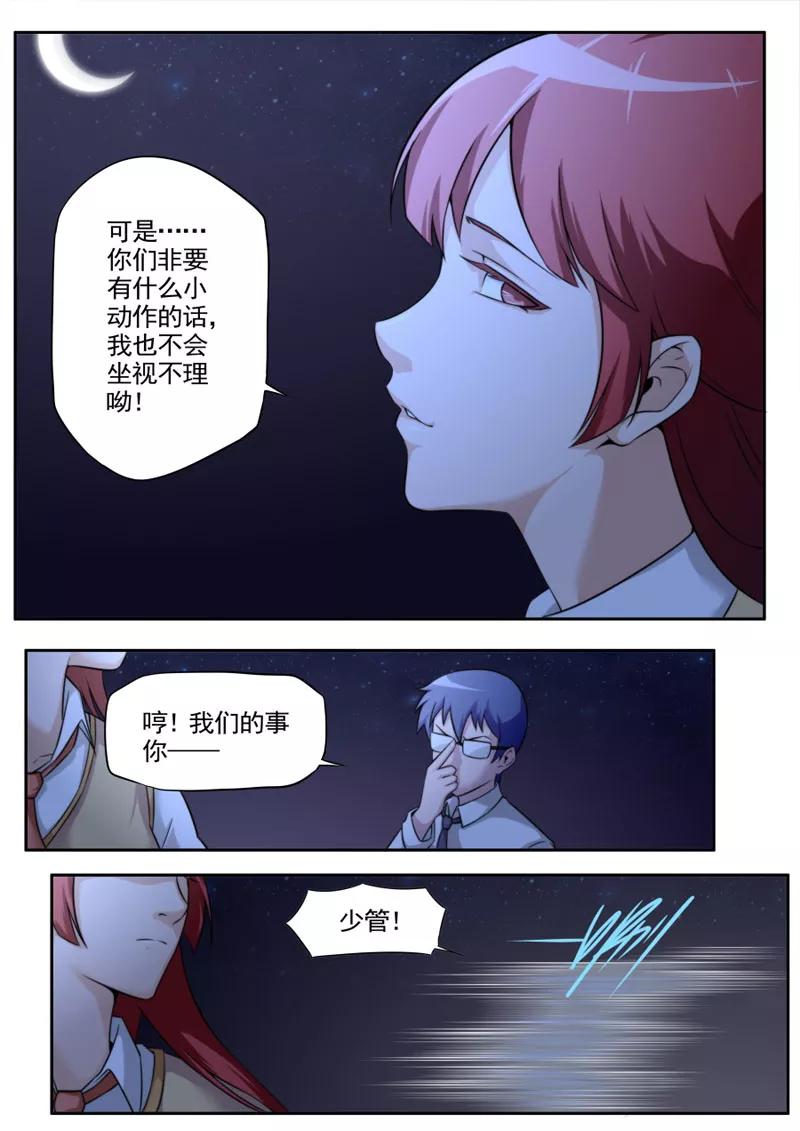 可是……
你们非要
有什么小
动作的话，
我也不会
坐视不理
呦！
哼！我们的事
你——
少管！